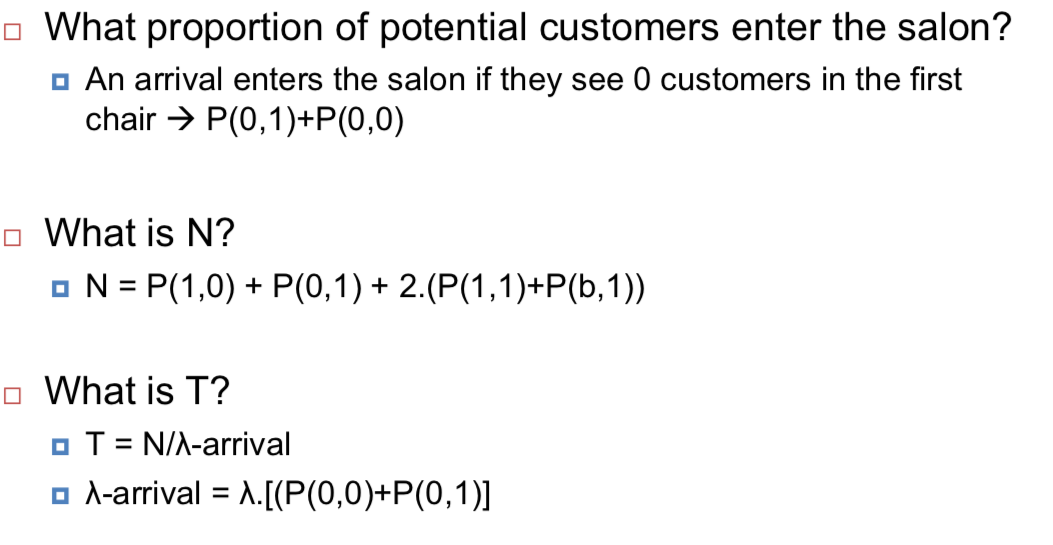 What proportion of potential customers enter the salon?
An arrival enters the salon if they see 0 customers in the first
chair → P(0,1)+P(0,0)
What is N?
N = P(1,0) + P(0,1) + 2.(P(1,1)+P(b,1))
What is T?
T = N/λ-arrival
λ-arrival = λ.[(P(0,0)+P(0,1)]